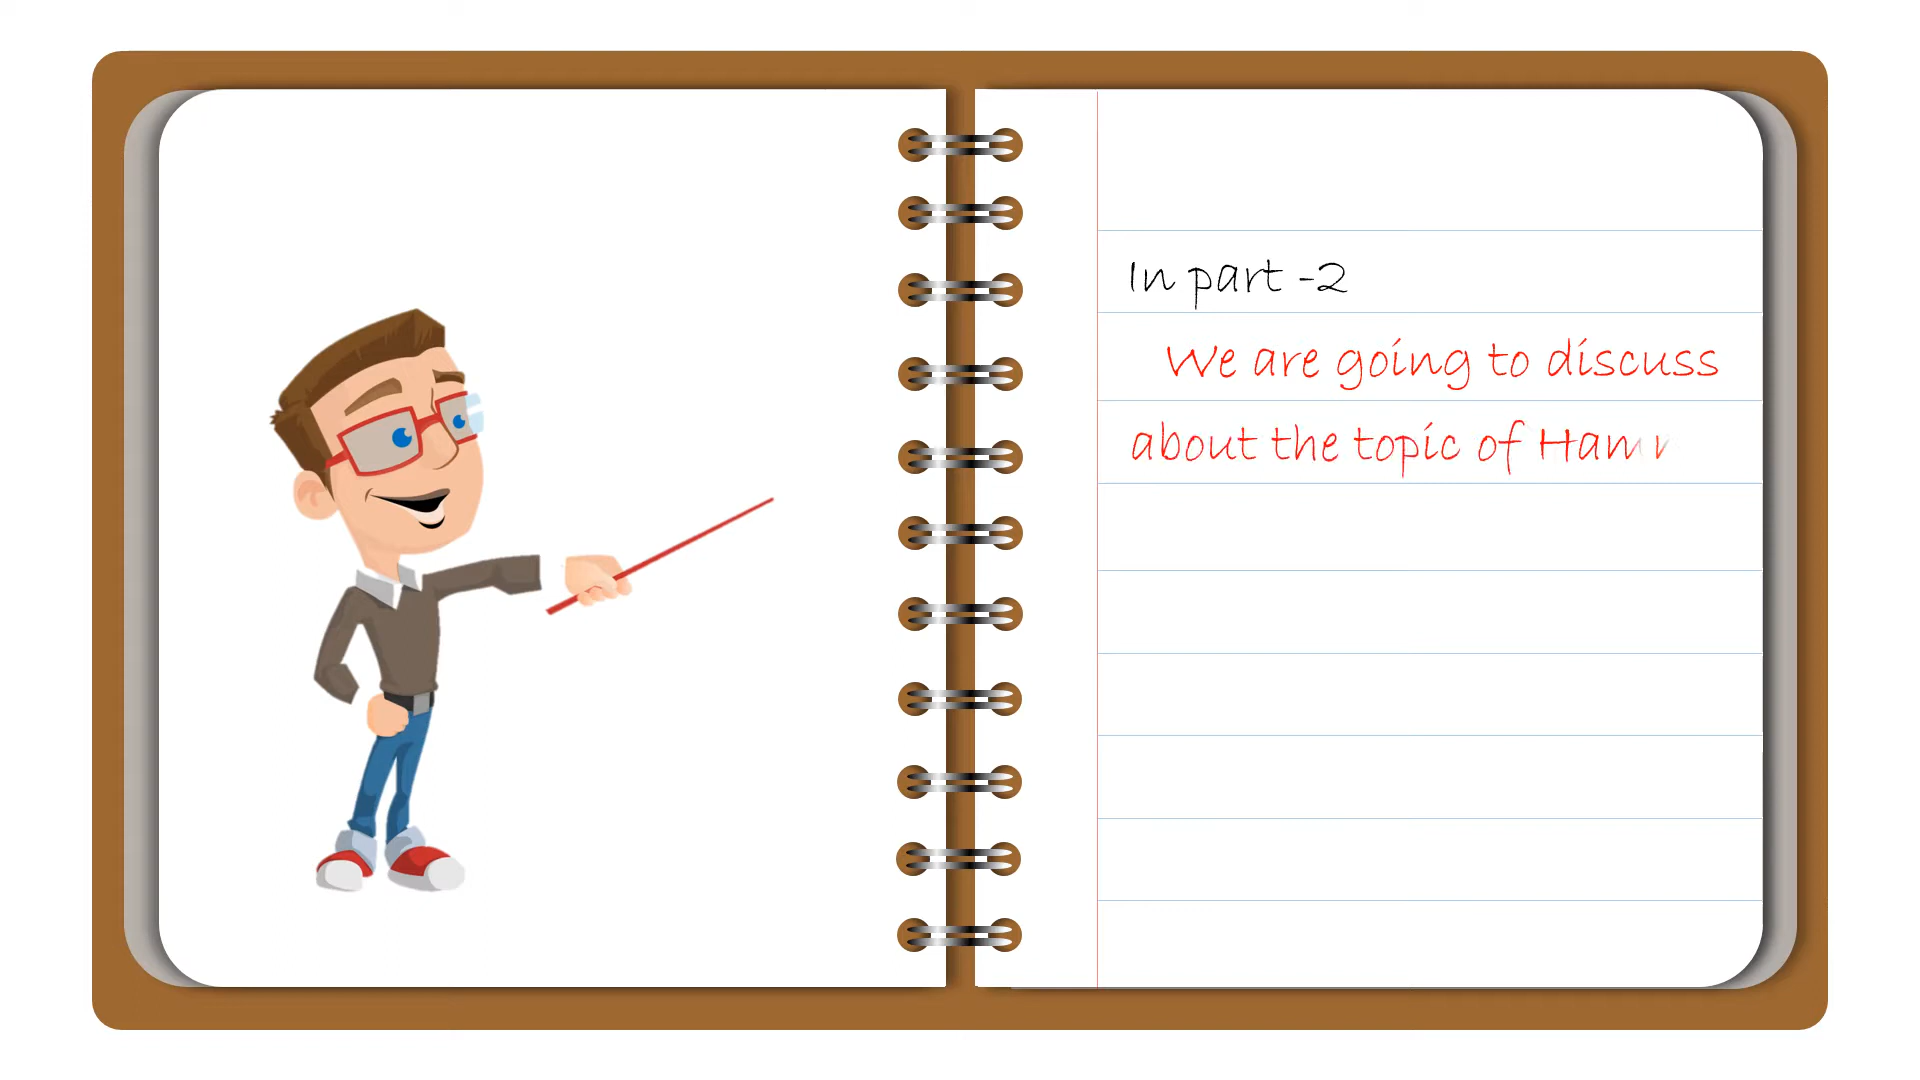 In part -2
We are going to discuss
about the topic of